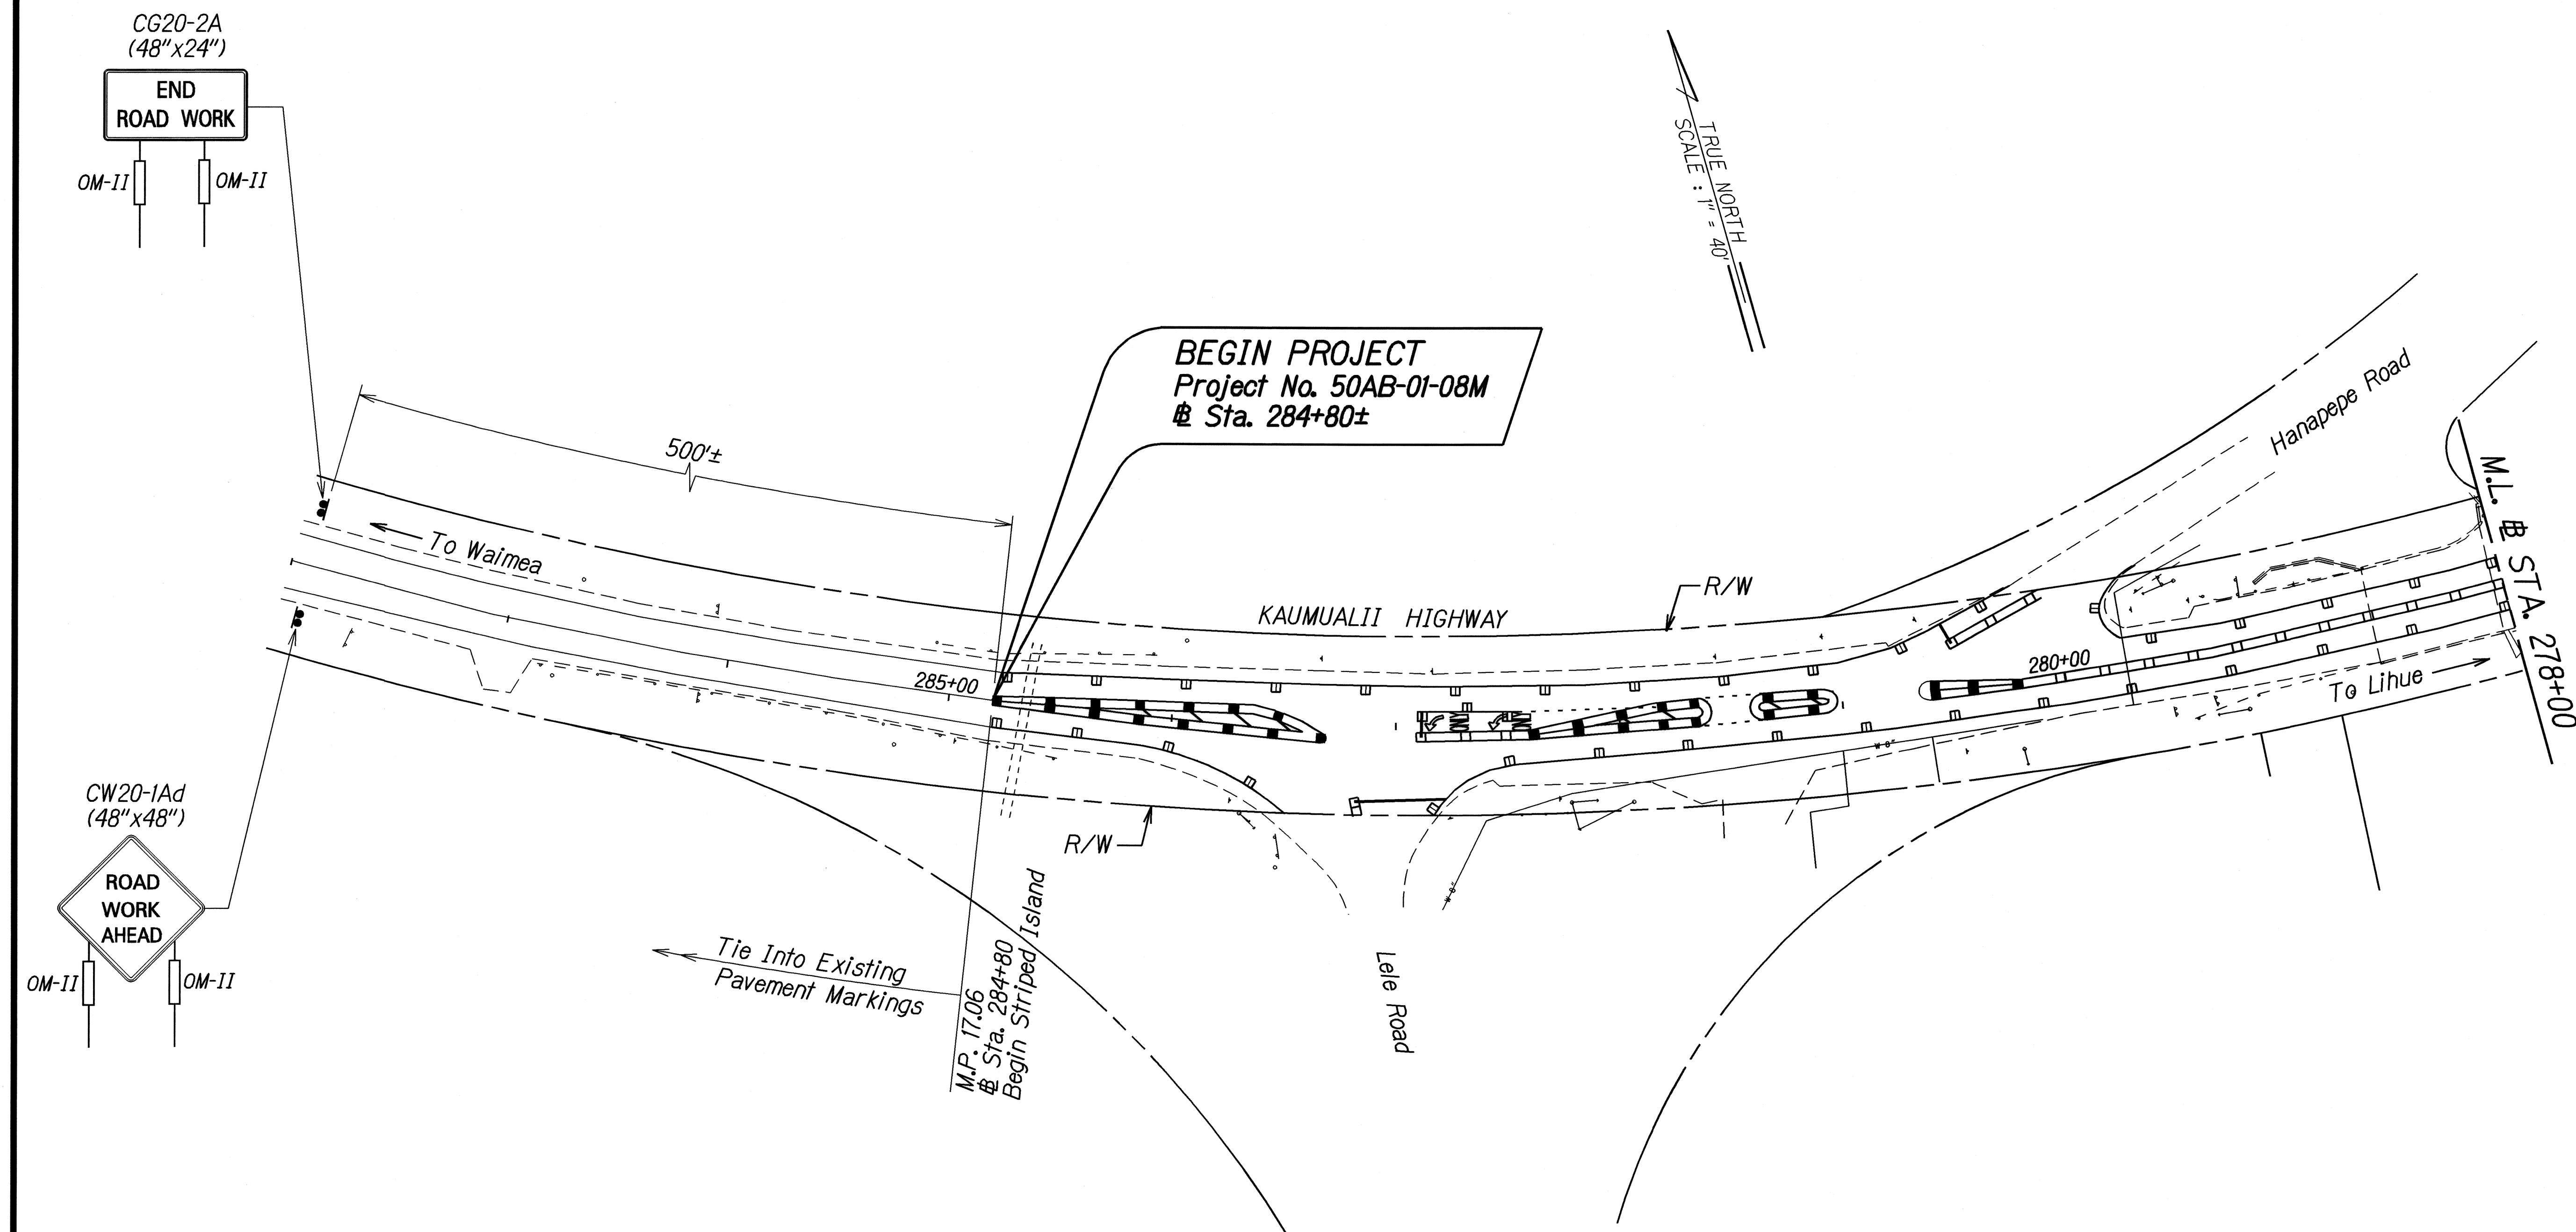 CG20-2A
(48"x24")
END
ROAD WORK
OM-II
OM-II
TRUE NORTH
SCALE : 1" = 40'
BEGIN PROJECT
Project No. 50AB-01-08M
℄ Sta. 284+80±
500'±
To Waimea
KAUMUALII HIGHWAY
R/W
Hanapepe Road
M.L. ℄ STA. 278+00
285+00
280+00
To Lihue
R/W
CW20-1Ad
(48"x48")
ROAD
WORK
AHEAD
OM-II
OM-II
Tie Into Existing
Pavement Markings
M.P. 17.06
℄ Sta. 284+80
Begin Striped Island
Lele Road